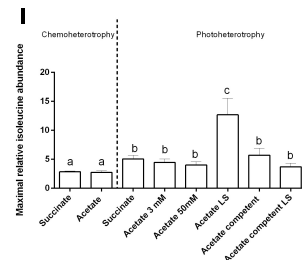 I
Chemoheterotrophy Photoheterotrophy
Maximal relative isoleucine abundance
20
15
10
5
0
a a b b b c b b
Succinate
Acetate
Succinate
Acetate 3 mM
Acetate 50mM
Acetate LS
Acetate competent
Acetate competent LS